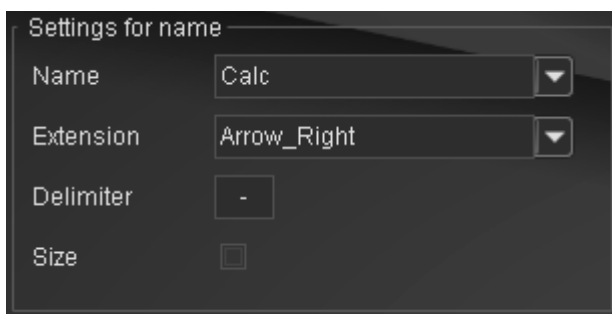 Settings for name
Name Calc
Extension Arrow_Right
Delimiter -
Size